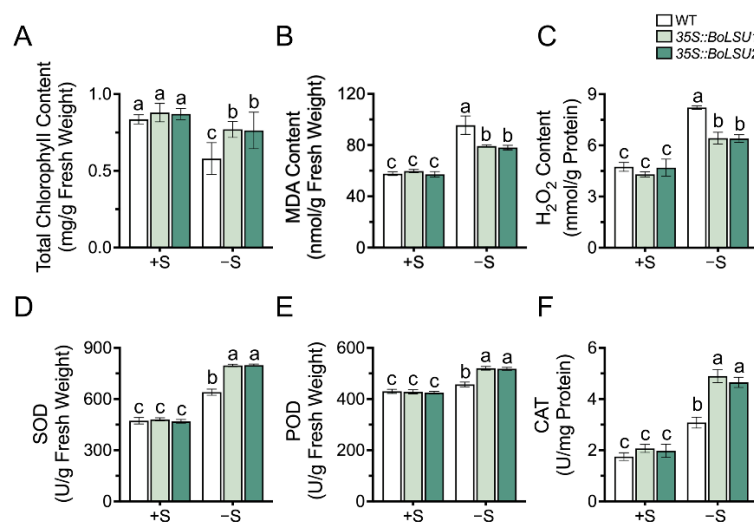 WT
35S::BoLSU1
35S::BoLSU2
A
Total Chlorophyll Content
(mg/g Fresh Weight)
1.0
0.5
0.0
a a a
c b b
+S −S
B
MDA Content
(nmol/g Fresh Weight)
120
80
40
0
c c c
a b b
+S −S
C
H₂O₂ Content
(mmol/g Protein)
9
6
3
0
c c c
a b b
+S −S
D
SOD
(U/g Fresh Weight)
900
600
300
0
c c c
b a a
+S −S
E
POD
(U/g Fresh Weight)
600
400
200
0
c c c
b a a
+S −S
F
CAT
(U/mg Protein)
6
4
2
0
c c c
b a a
+S −S